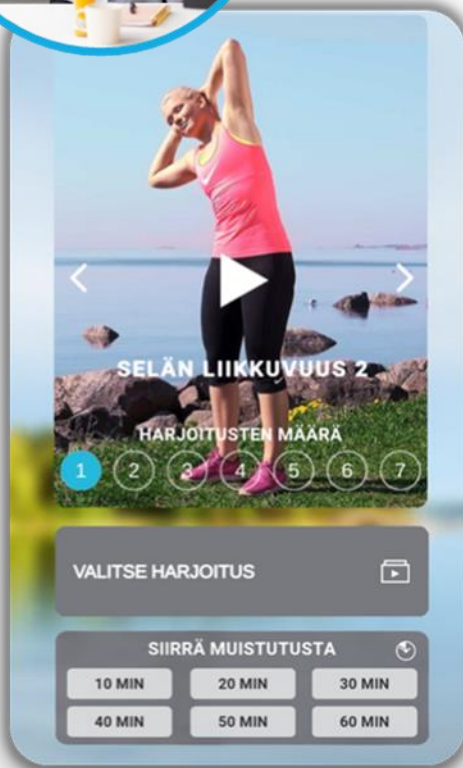 SELÄN LIIKKUVUUS 2
HARJOITUSTEN MÄÄRÄ
1 2 3 4 5 6 7
VALITSE HARJOITUS
SIIRRÄ MUISTUTUSTA
10 MIN 20 MIN 30 MIN
40 MIN 50 MIN 60 MIN